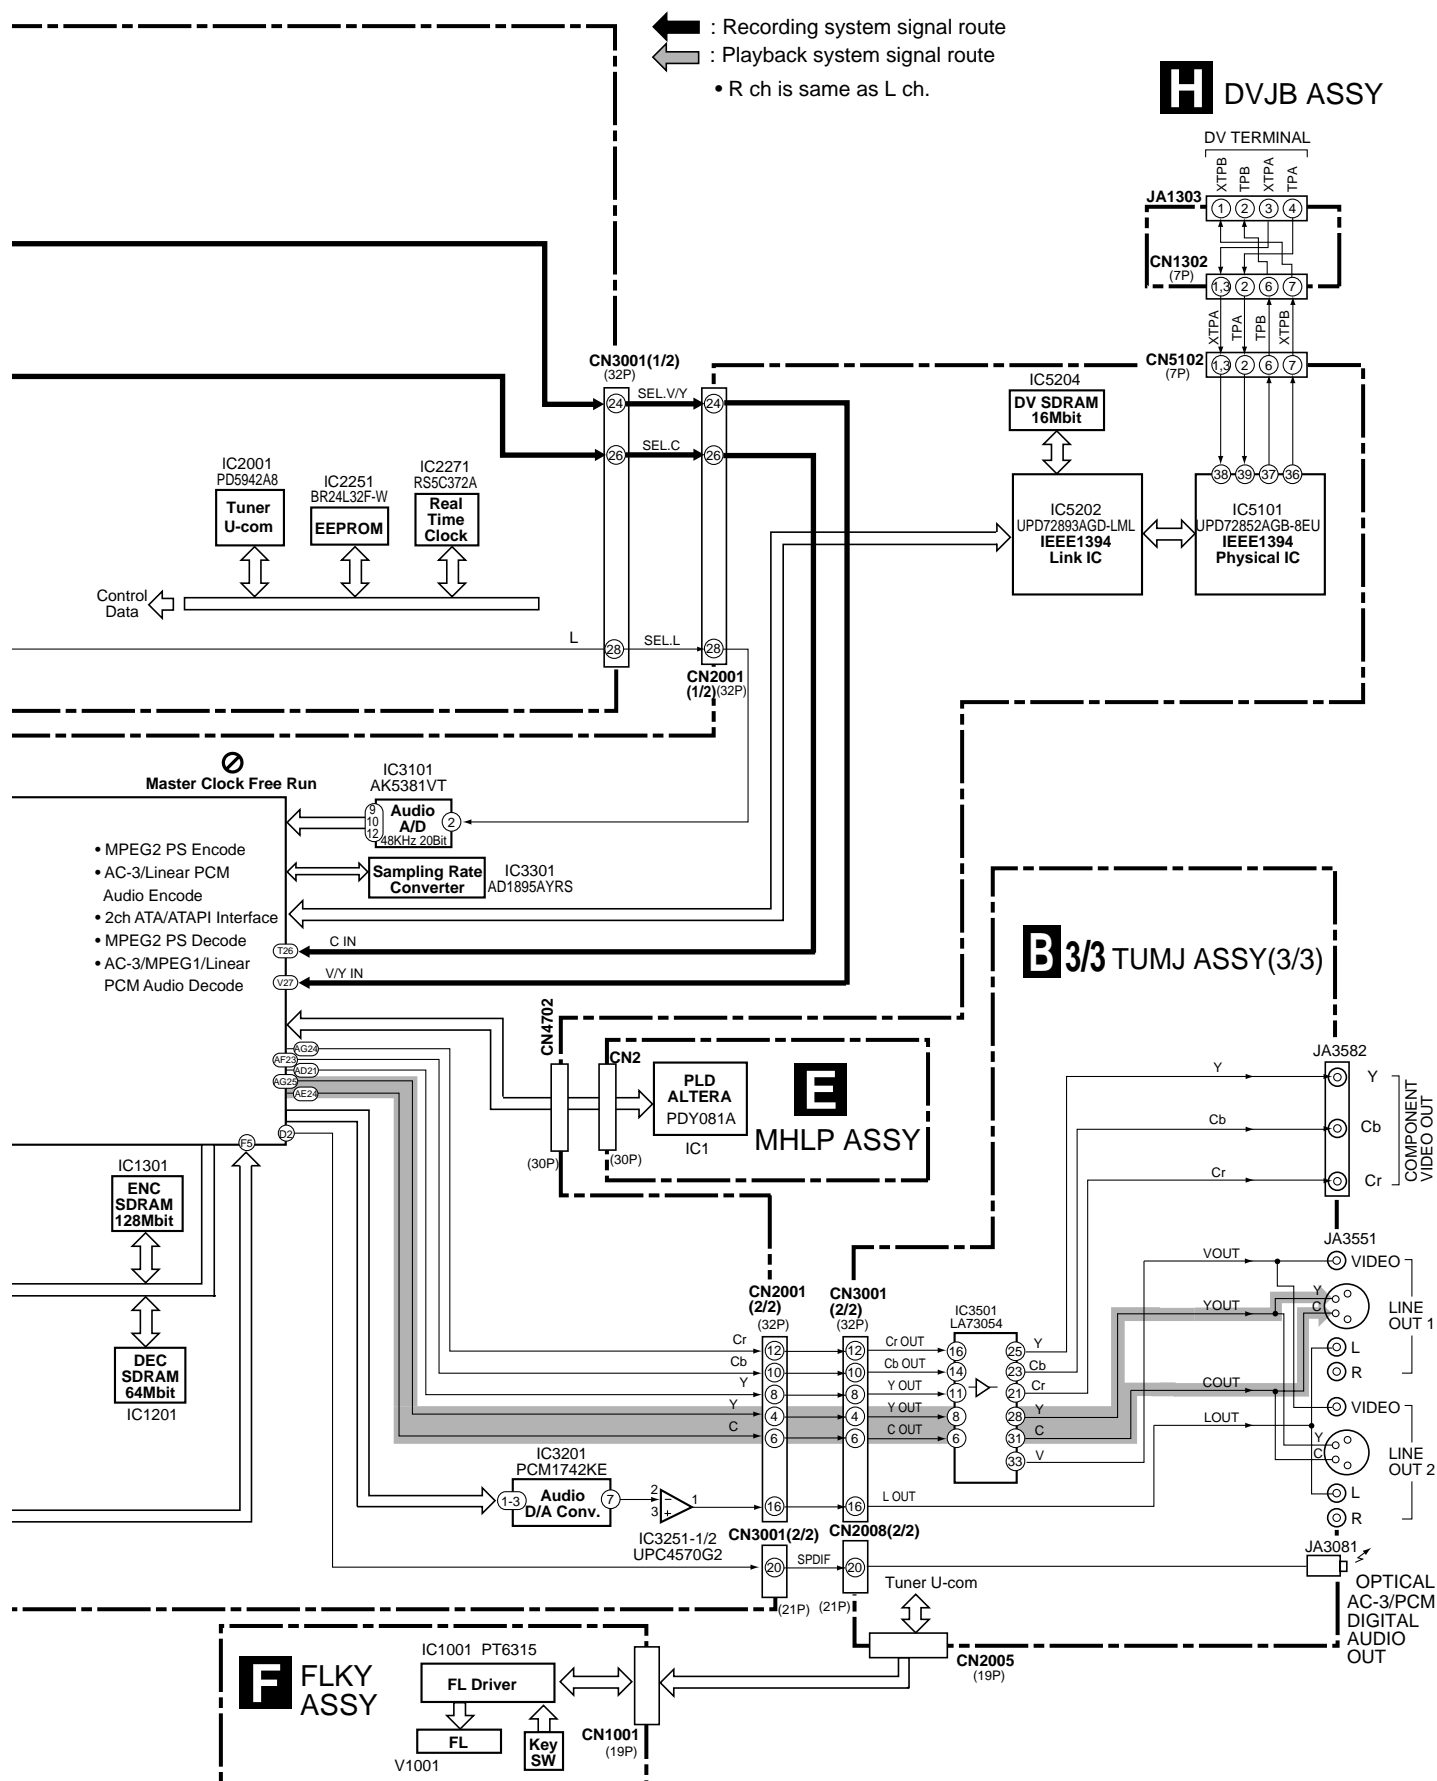 : Recording system signal route
: Playback system signal route
• R ch is same as L ch.
H DVJB ASSY
DV TERMINAL
XTPB
TPB
XTPA
TPA
JA1303
1 2 3 4
CN1302
(7P)
1,3 2 6 7
XTPA
TPA
TPB
XTPB
CN5102
(7P)
1,3 2 6 7
CN3001(1/2)
(32P)
24 SEL.V/Y 24
26 SEL.C 26
IC5204
DV SDRAM
16Mbit
38 39 37 36
IC5202
UPD72893AGD-LML
IEEE1394
Link IC
IC5101
UPD72852AGB-8EU
IEEE1394
Physical IC
IC2001
PD5942A8
Tuner
U-com
IC2251
BR24L32F-W
EEPROM
IC2271
RS5C372A
Real
Time
Clock
Control
Data
L 28 SEL.L 28
CN2001
(1/2)(32P)
Master Clock Free Run
IC3101
AK5381VT
9
10
12
Audio
A/D
48KHz 20Bit
2
• MPEG2 PS Encode
• AC-3/Linear PCM
Audio Encode
• 2ch ATA/ATAPI Interface
• MPEG2 PS Decode
• AC-3/MPEG1/Linear
PCM Audio Decode
Sampling Rate
Converter
IC3301
AD1895AYRS
T26 C IN
V27 V/Y IN
B 3/3 TUMJ ASSY(3/3)
CN4702
(30P)
CN2
(30P)
PLD
ALTERA
PDY081A
IC1
E
MHLP ASSY
AG24
AF23
AD21
AG25
AE24
D2
F5
JA3582
Y Y
Cb Cb
Cr Cr
COMPONENT
VIDEO OUT
IC1301
ENC
SDRAM
128Mbit
DEC
SDRAM
64Mbit
IC1201
JA3551
VOUT VIDEO
YOUT Y
C
LINE
OUT 1
L
R
COUT
VIDEO
LOUT
Y
C
LINE
OUT 2
L
R
CN2001
(2/2)
(32P)
CN3001
(2/2)
(32P)
IC3501
LA73054
Cr 12 12 Cr OUT 16 25 Y
Cb 10 10 Cb OUT 14 23 Cb
Y 8 8 Y OUT 11 21 Cr
Y 4 4 Y OUT 8 28 Y
C 6 6 C OUT 6 31 C
33 V
IC3201
PCM1742KE
1-3
Audio
D/A Conv.
7
2 −
3 +
1
16 16 L OUT
IC3251-1/2
UPC4570G2
CN3001(2/2)
CN2008(2/2)
20 SPDIF 20
(21P) (21P)
JA3081
OPTICAL
AC-3/PCM
DIGITAL
AUDIO
OUT
Tuner U-com
CN2005
(19P)
F FLKY
ASSY
IC1001 PT6315
FL Driver
FL
V1001
Key
SW
CN1001
(19P)